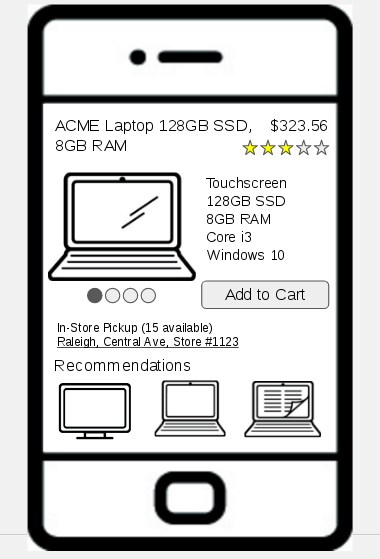 ACME Laptop 128GB SSD, $323.56
8GB RAM
Touchscreen
128GB SSD
8GB RAM
Core i3
Windows 10
Add to Cart
In-Store Pickup (15 available)
Raleigh, Central Ave, Store #1123
Recommendations